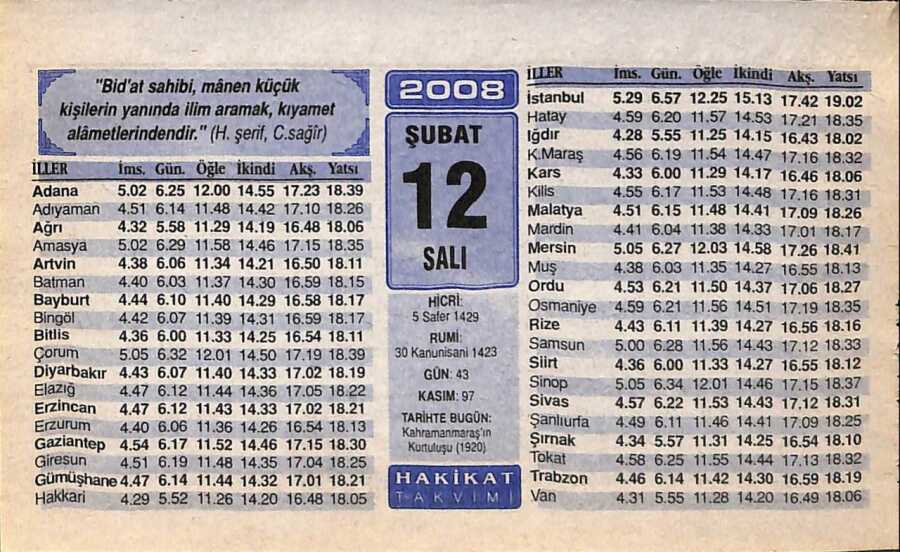 "Bid'at sahibi, mânen küçük
kişilerin yanında ilim aramak, kıyamet
alâmetlerindendir." (H. şerif, C.sağîr)
İLLER İms. Gün. Öğle İkindi Akş. Yatsı
Adana 5.02 6.25 12.00 14.55 17.23 18.39
Adıyaman 4.51 6.14 11.48 14.42 17.10 18.26
Ağrı 4.32 5.58 11.29 14.19 16.48 18.06
Amasya 5.02 6.29 11.58 14.46 17.15 18.35
Artvin 4.38 6.06 11.34 14.21 16.50 18.11
Batman 4.40 6.03 11.37 14.30 16.59 18.15
Bayburt 4.44 6.10 11.40 14.29 16.58 18.17
Bingöl 4.42 6.07 11.39 14.31 16.59 18.17
Bitlis 4.36 6.00 11.33 14.25 16.54 18.11
Çorum 5.05 6.32 12.01 14.50 17.19 18.39
Diyarbakır 4.43 6.07 11.40 14.33 17.02 18.19
Elazığ 4.47 6.12 11.44 14.36 17.05 18.22
Erzincan 4.47 6.12 11.43 14.33 17.02 18.21
Erzurum 4.40 6.06 11.36 14.26 16.54 18.13
Gaziantep 4.54 6.17 11.52 14.46 17.15 18.30
Giresun 4.51 6.19 11.48 14.35 17.04 18.25
Gümüşhane 4.47 6.14 11.44 14.32 17.01 18.21
Hakkari 4.29 5.52 11.26 14.20 16.48 18.05
2008
ŞUBAT
12
SALI
HİCRİ:
5 Safer 1429
RUMİ:
30 Kanunisani 1423
GÜN: 43
KASIM: 97
TARİHTE BUGÜN:
Kahramanmaraş'ın
Kurtuluşu (1920)
HAKİKAT
TAKVİMİ
İLLER İms. Gün. Öğle İkindi Akş. Yatsı
İstanbul 5.29 6.57 12.25 15.13 17.42 19.02
Hatay 4.59 6.20 11.57 14.53 17.21 18.35
Iğdır 4.28 5.55 11.25 14.15 16.43 18.02
K.Maraş 4.56 6.19 11.54 14.47 17.16 18.32
Kars 4.33 6.00 11.29 14.17 16.46 18.06
Kilis 4.55 6.17 11.53 14.48 17.16 18.31
Malatya 4.51 6.15 11.48 14.41 17.09 18.26
Mardin 4.41 6.04 11.38 14.33 17.01 18.17
Mersin 5.05 6.27 12.03 14.58 17.26 18.41
Muş 4.38 6.03 11.35 14.27 16.55 18.13
Ordu 4.53 6.21 11.50 14.37 17.06 18.27
Osmaniye 4.59 6.21 11.56 14.51 17.19 18.35
Rize 4.43 6.11 11.39 14.27 16.56 18.16
Samsun 5.00 6.28 11.56 14.43 17.12 18.33
Siirt 4.36 6.00 11.33 14.27 16.55 18.12
Sinop 5.05 6.34 12.01 14.46 17.15 18.37
Sivas 4.57 6.22 11.53 14.43 17.12 18.31
Şanlıurfa 4.49 6.11 11.46 14.41 17.09 18.25
Şırnak 4.34 5.57 11.31 14.25 16.54 18.10
Tokat 4.58 6.25 11.55 14.44 17.13 18.32
Trabzon 4.46 6.14 11.42 14.30 16.59 18.19
Van 4.31 5.55 11.28 14.20 16.49 18.06